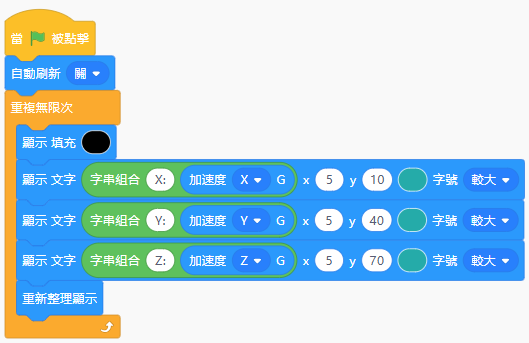 當 被點擊
自動刷新 關
重複無限次
顯示 填充
顯示 文字 字串組合 X: 加速度 X G x 5 y 10 字號 較大
顯示 文字 字串組合 Y: 加速度 Y G x 5 y 40 字號 較大
顯示 文字 字串組合 Z: 加速度 Z G x 5 y 70 字號 較大
重新整理顯示